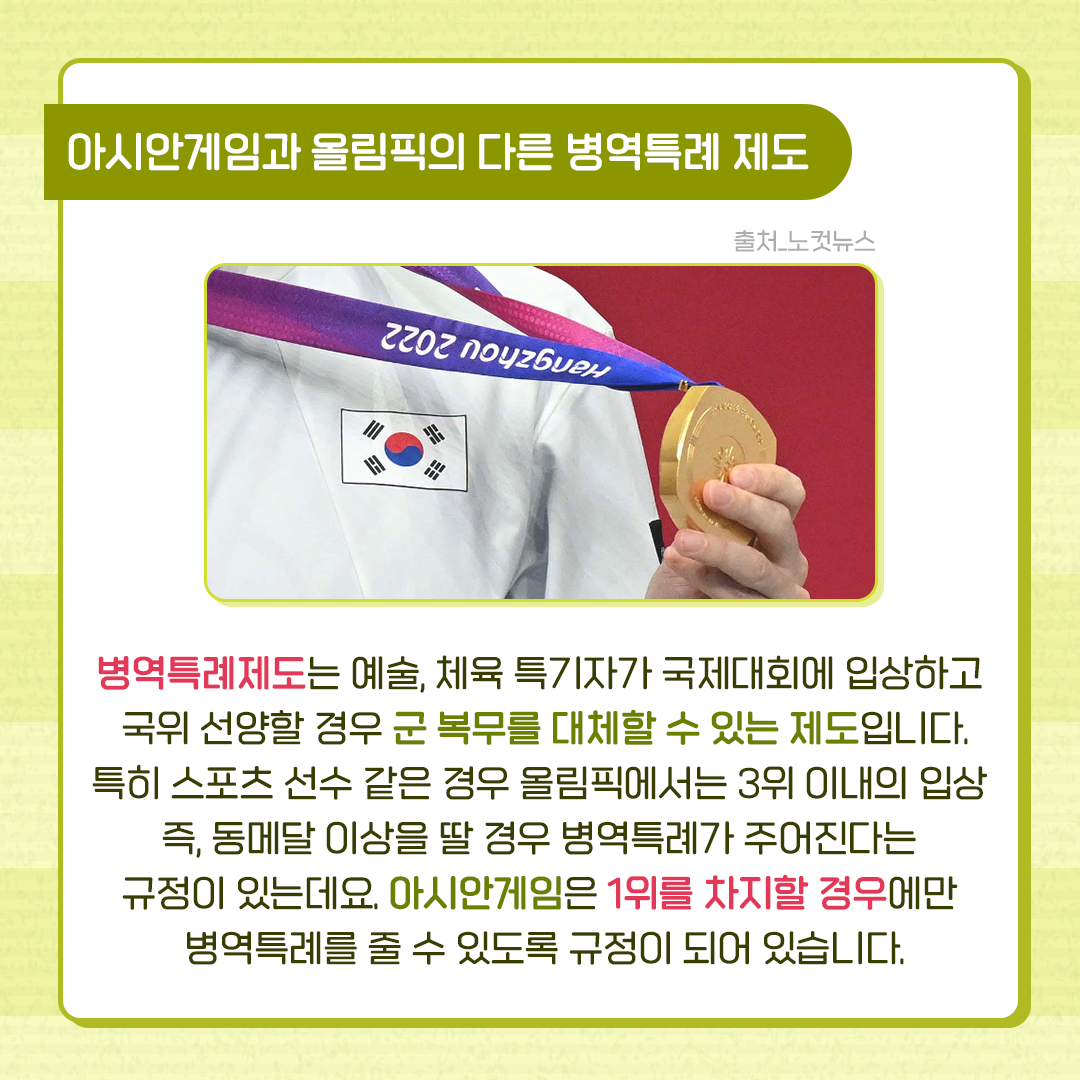 아시안게임과 올림픽의 다른 병역특례 제도
출처_노컷뉴스
Hangzhou 2022
병역특례제도는 예술, 체육 특기자가 국제대회에 입상하고
국위 선양할 경우 군 복무를 대체할 수 있는 제도입니다.
특히 스포츠 선수 같은 경우 올림픽에서는 3위 이내의 입상
즉, 동메달 이상을 딸 경우 병역특례가 주어진다는
규정이 있는데요. 아시안게임은 1위를 차지할 경우에만
병역특례를 줄 수 있도록 규정이 되어 있습니다.